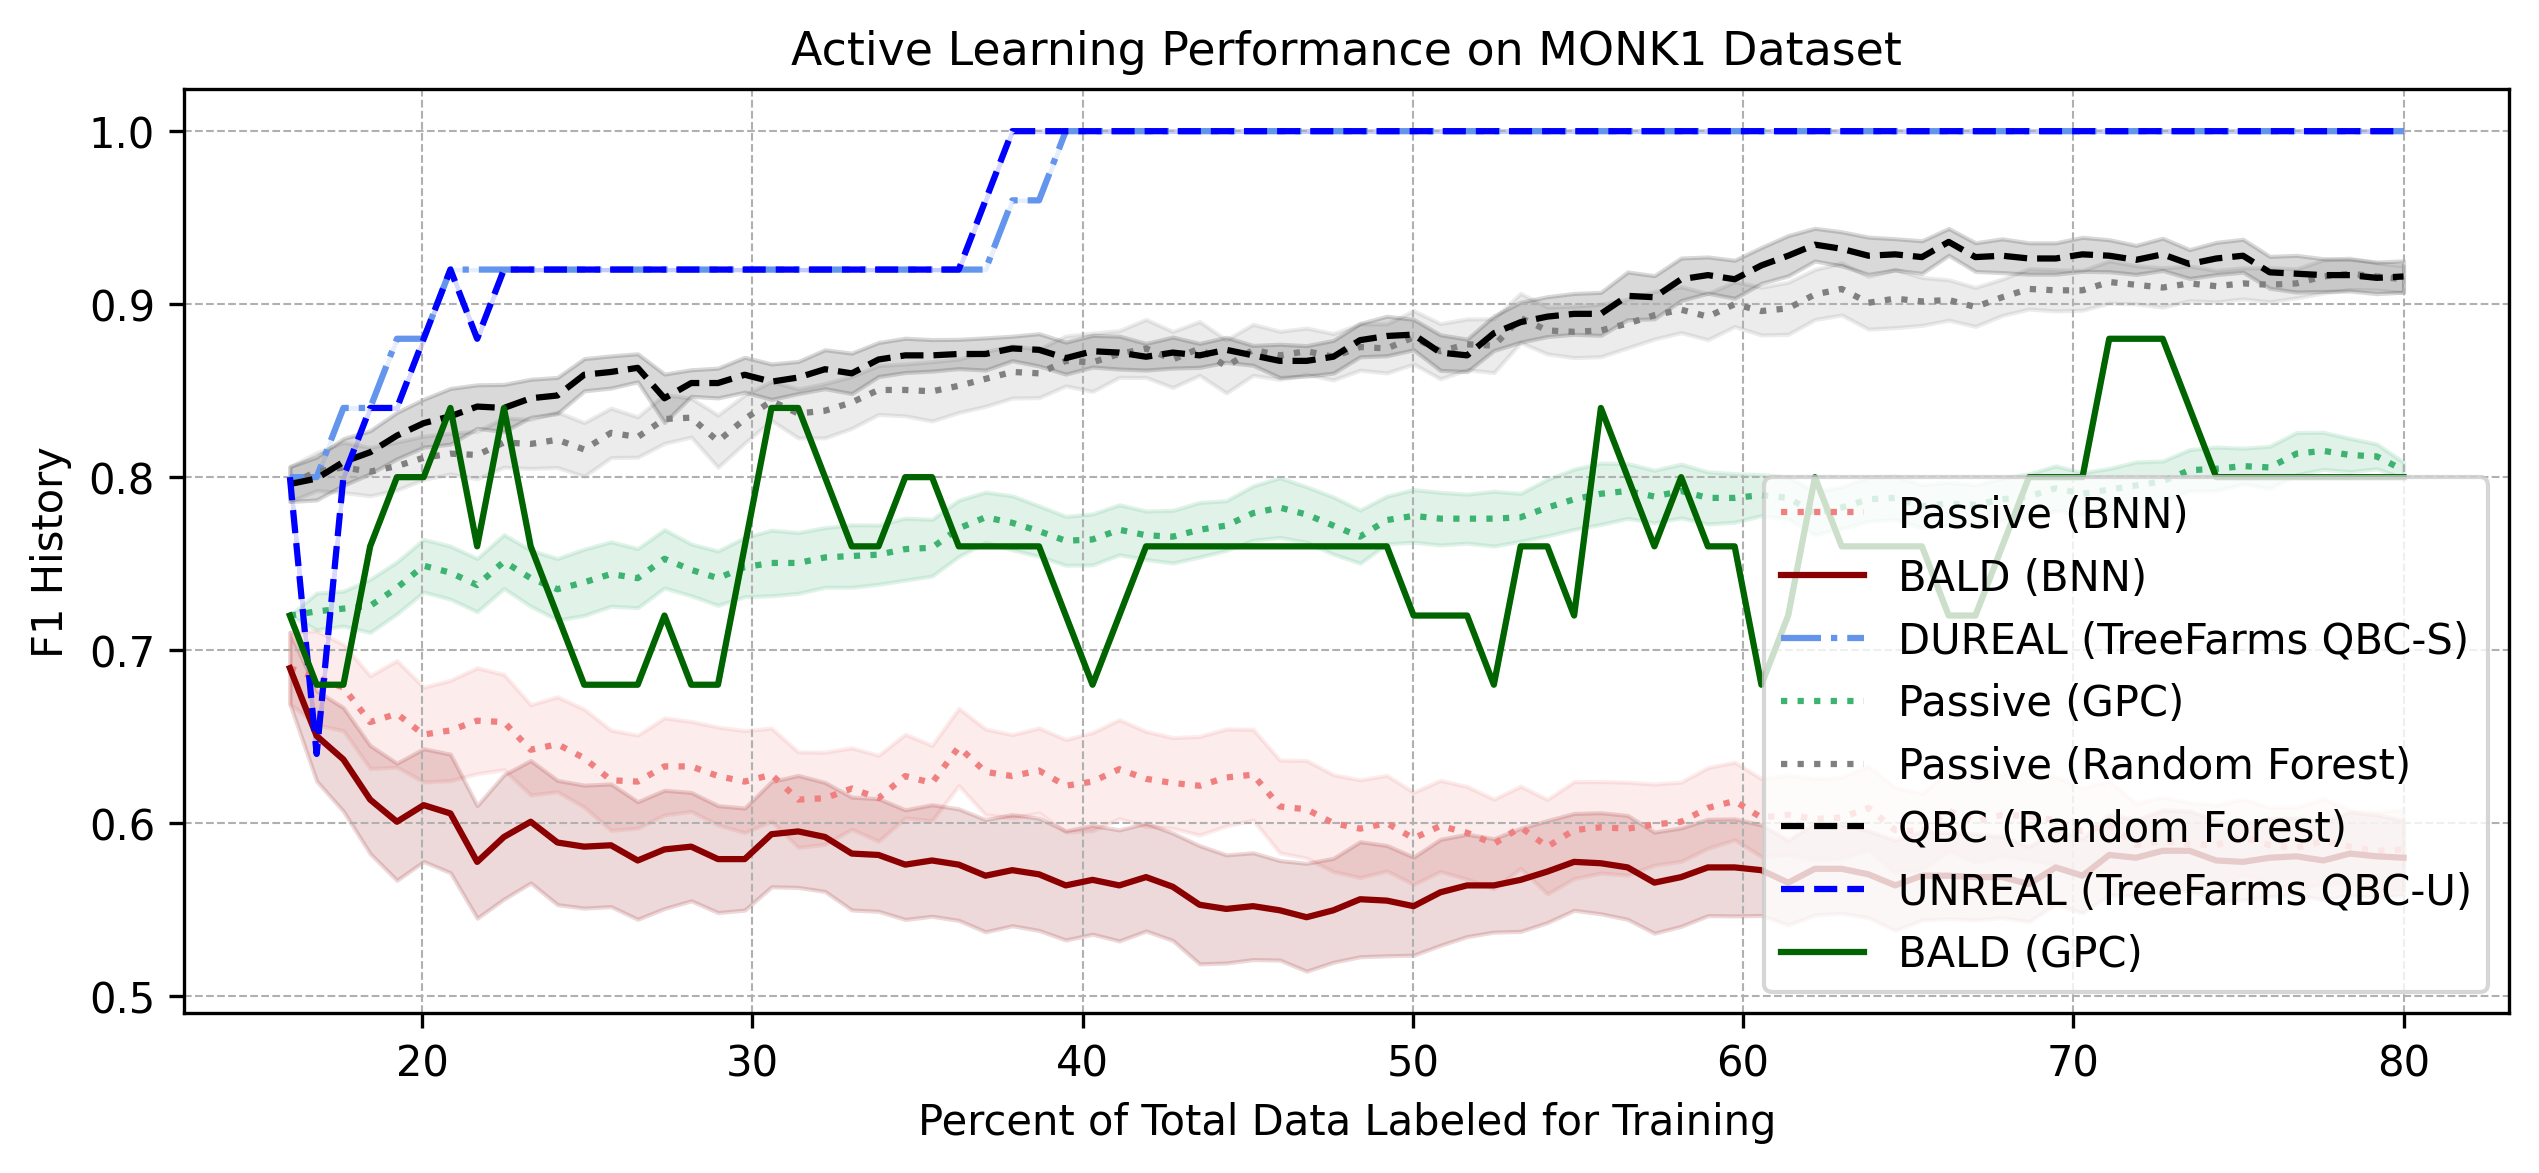 Active Learning Performance on MONK1 Dataset
F1 History
1.0
0.9
0.8
0.7
0.6
0.5
Passive (BNN)
BALD (BNN)
DUREAL (TreeFarms QBC-S)
Passive (GPC)
Passive (Random Forest)
QBC (Random Forest)
UNREAL (TreeFarms QBC-U)
BALD (GPC)
20 30 40 50 60 70 80
Percent of Total Data Labeled for Training